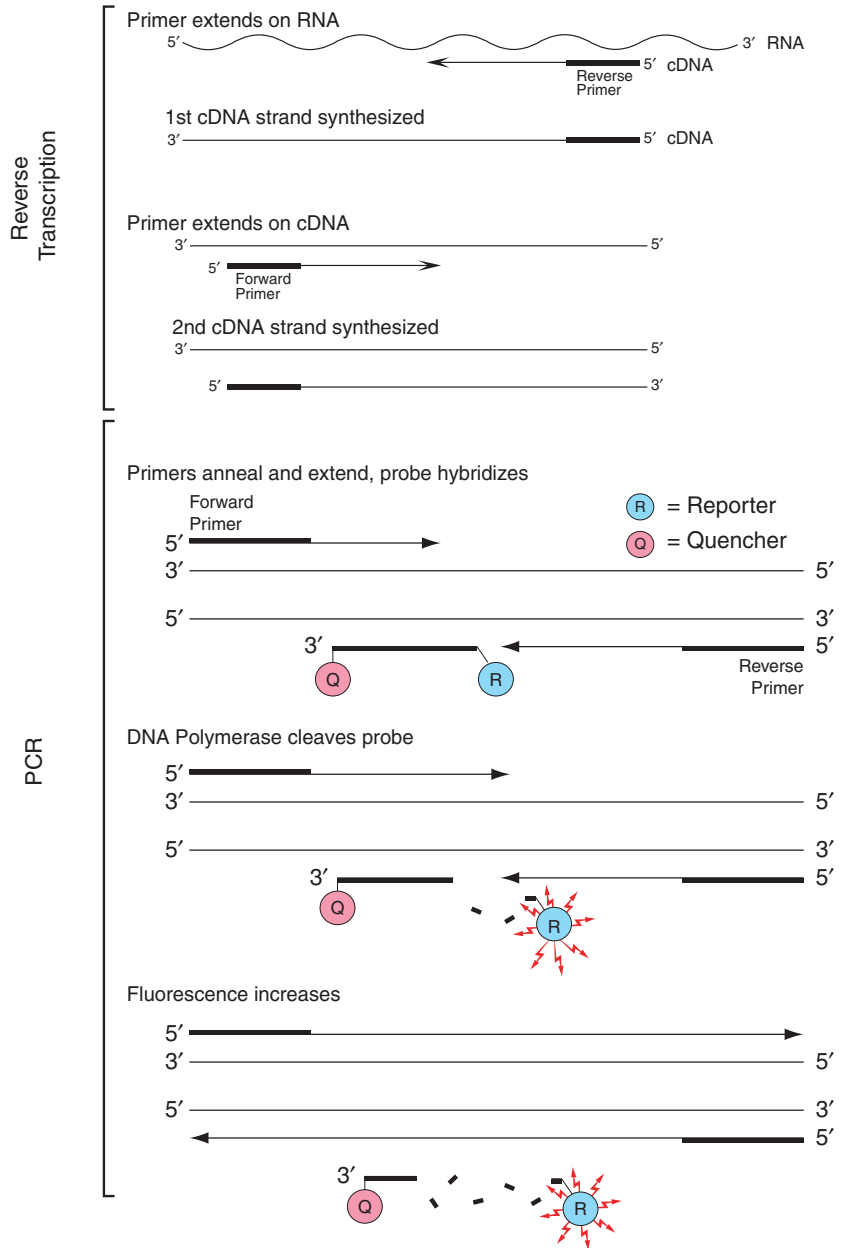 Reverse
Transcription
Primer extends on RNA
5′ 3′ RNA
5′ cDNA
Reverse
Primer
1st cDNA strand synthesized
3′ 5′ cDNA
Primer extends on cDNA
3′ 5′
5′
Forward
Primer
2nd cDNA strand synthesized
3′ 5′
5′ 3′
PCR
Primers anneal and extend, probe hybridizes
Forward
Primer
R = Reporter
Q = Quencher
5′
3′ 5′
5′ 3′
3′ 5′
Q R
Reverse
Primer
DNA Polymerase cleaves probe
5′
3′ 5′
5′ 3′
3′ 5′
Q R
Fluorescence increases
5′
3′ 5′
5′ 3′
5′
3′
Q R